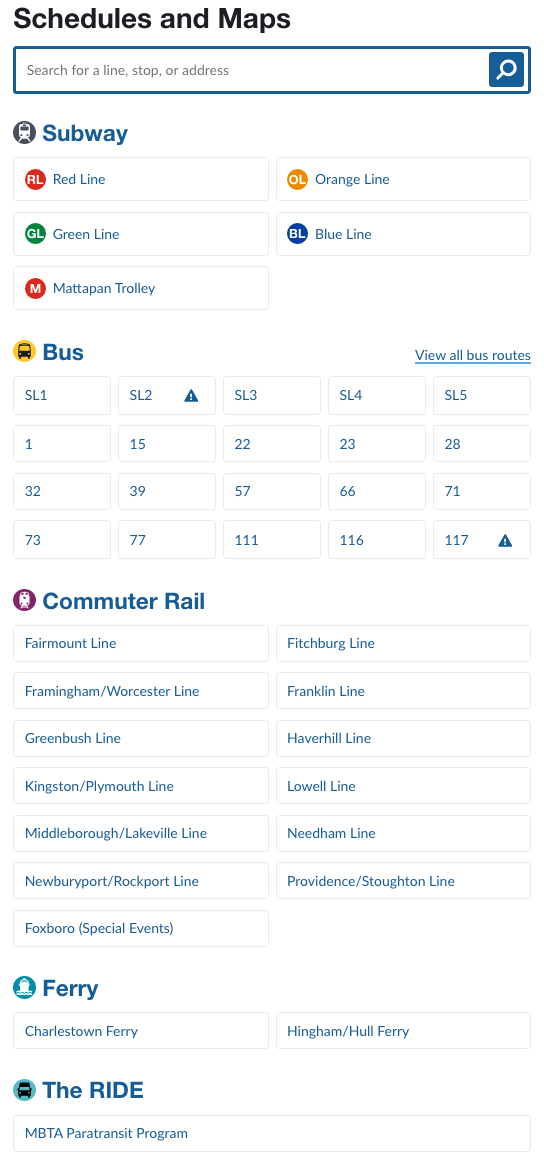 Schedules and Maps
Search for a line, stop, or address
Subway
RL Red Line
OL Orange Line
GL Green Line
BL Blue Line
M Mattapan Trolley
Bus
View all bus routes
SL1 SL2 SL3 SL4 SL5
1 15 22 23 28
32 39 57 66 71
73 77 111 116 117
Commuter Rail
Fairmount Line
Fitchburg Line
Framingham/Worcester Line
Franklin Line
Greenbush Line
Haverhill Line
Kingston/Plymouth Line
Lowell Line
Middleborough/Lakeville Line
Needham Line
Newburyport/Rockport Line
Providence/Stoughton Line
Foxboro (Special Events)
Ferry
Charlestown Ferry
Hingham/Hull Ferry
The RIDE
MBTA Paratransit Program